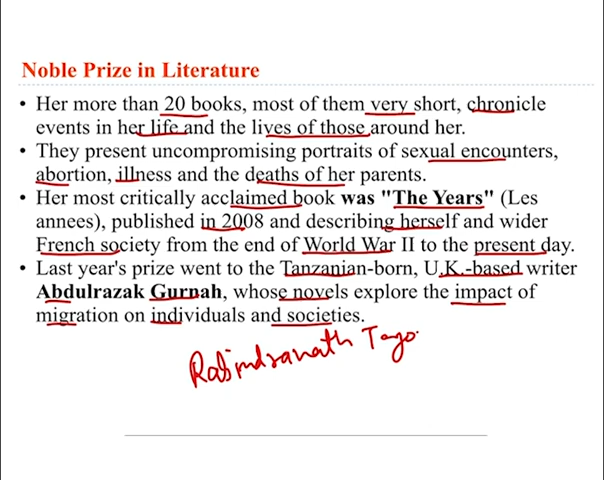 Noble Prize in Literature
• Her more than 20 books, most of them very short, chronicle
events in her life and the lives of those around her.
• They present uncompromising portraits of sexual encounters,
abortion, illness and the deaths of her parents.
• Her most critically acclaimed book was "The Years" (Les
annees), published in 2008 and describing herself and wider
French society from the end of World War II to the present day.
• Last year's prize went to the Tanzanian-born, U.K.-based writer
Abdulrazak Gurnah, whose novels explore the impact of
migration on individuals and societies.
Rabindranath Tago